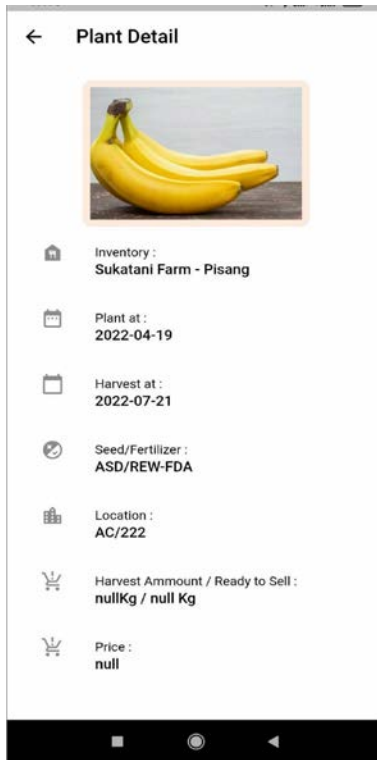 Plant Detail
Inventory :
Sukatani Farm - Pisang
Plant at :
2022-04-19
Harvest at :
2022-07-21
Seed/Fertilizer :
ASD/REW-FDA
Location :
AC/222
Harvest Ammount / Ready to Sell :
nullKg / null Kg
Price :
null